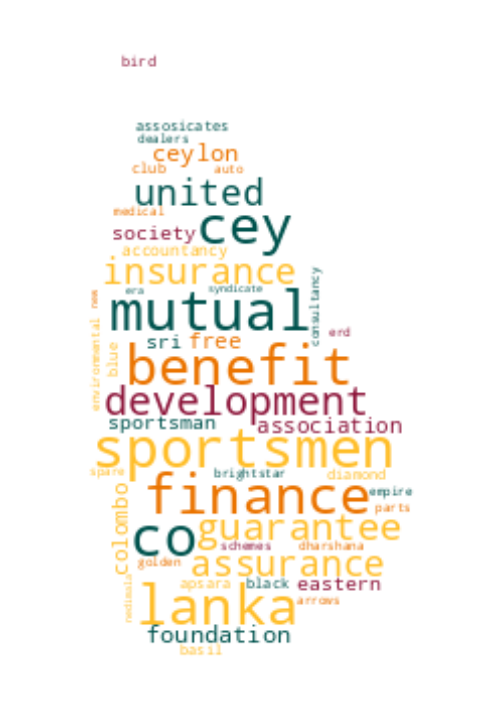 bird
assosicates
dealers
ceylon
club auto
united
medical
cey
society
accountancy
insurance
era syndicate
new
consultancy
mutual
erd
sri free
environmantal
blue
benefit
development
sportsman
association
sportsmen
spare brightstar diamond
finance
empire
parts
colombo
co
guarantee
schemes dharshana
golden
assurance
apsara black eastern
nedimala
lanka
arrows
foundation
basil